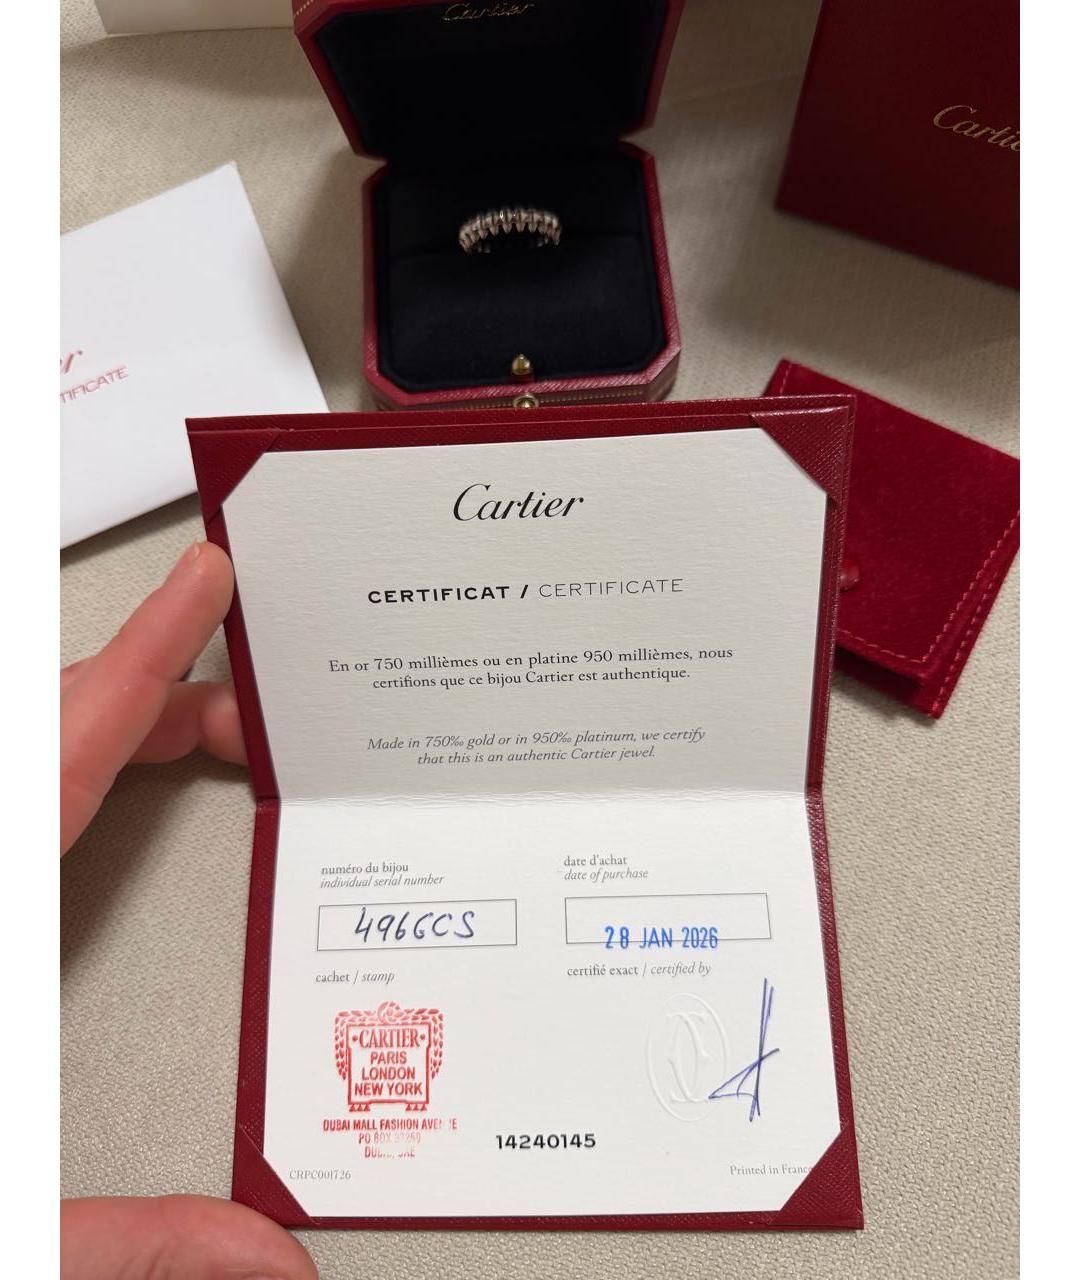 Cartier
Cartie
TIFICATE
Cartier
CERTIFICAT / CERTIFICATE
En or 750 millièmes ou en platine 950 millièmes, nous
certifions que ce bijou Cartier est authentique.
Made in 750‰ gold or in 950‰ platinum, we certify
that this is an authentic Cartier jewel.
numéro du bijou
individual serial number
date d'achat
date of purchase
496GCS
28 JAN 2026
cachet / stamp
certifié exact / certified by
CARTIER
PARIS
LONDON
NEW YORK
DUBAI MALL FASHION
PO BOX
14240145
CRPC001726
Printed in France